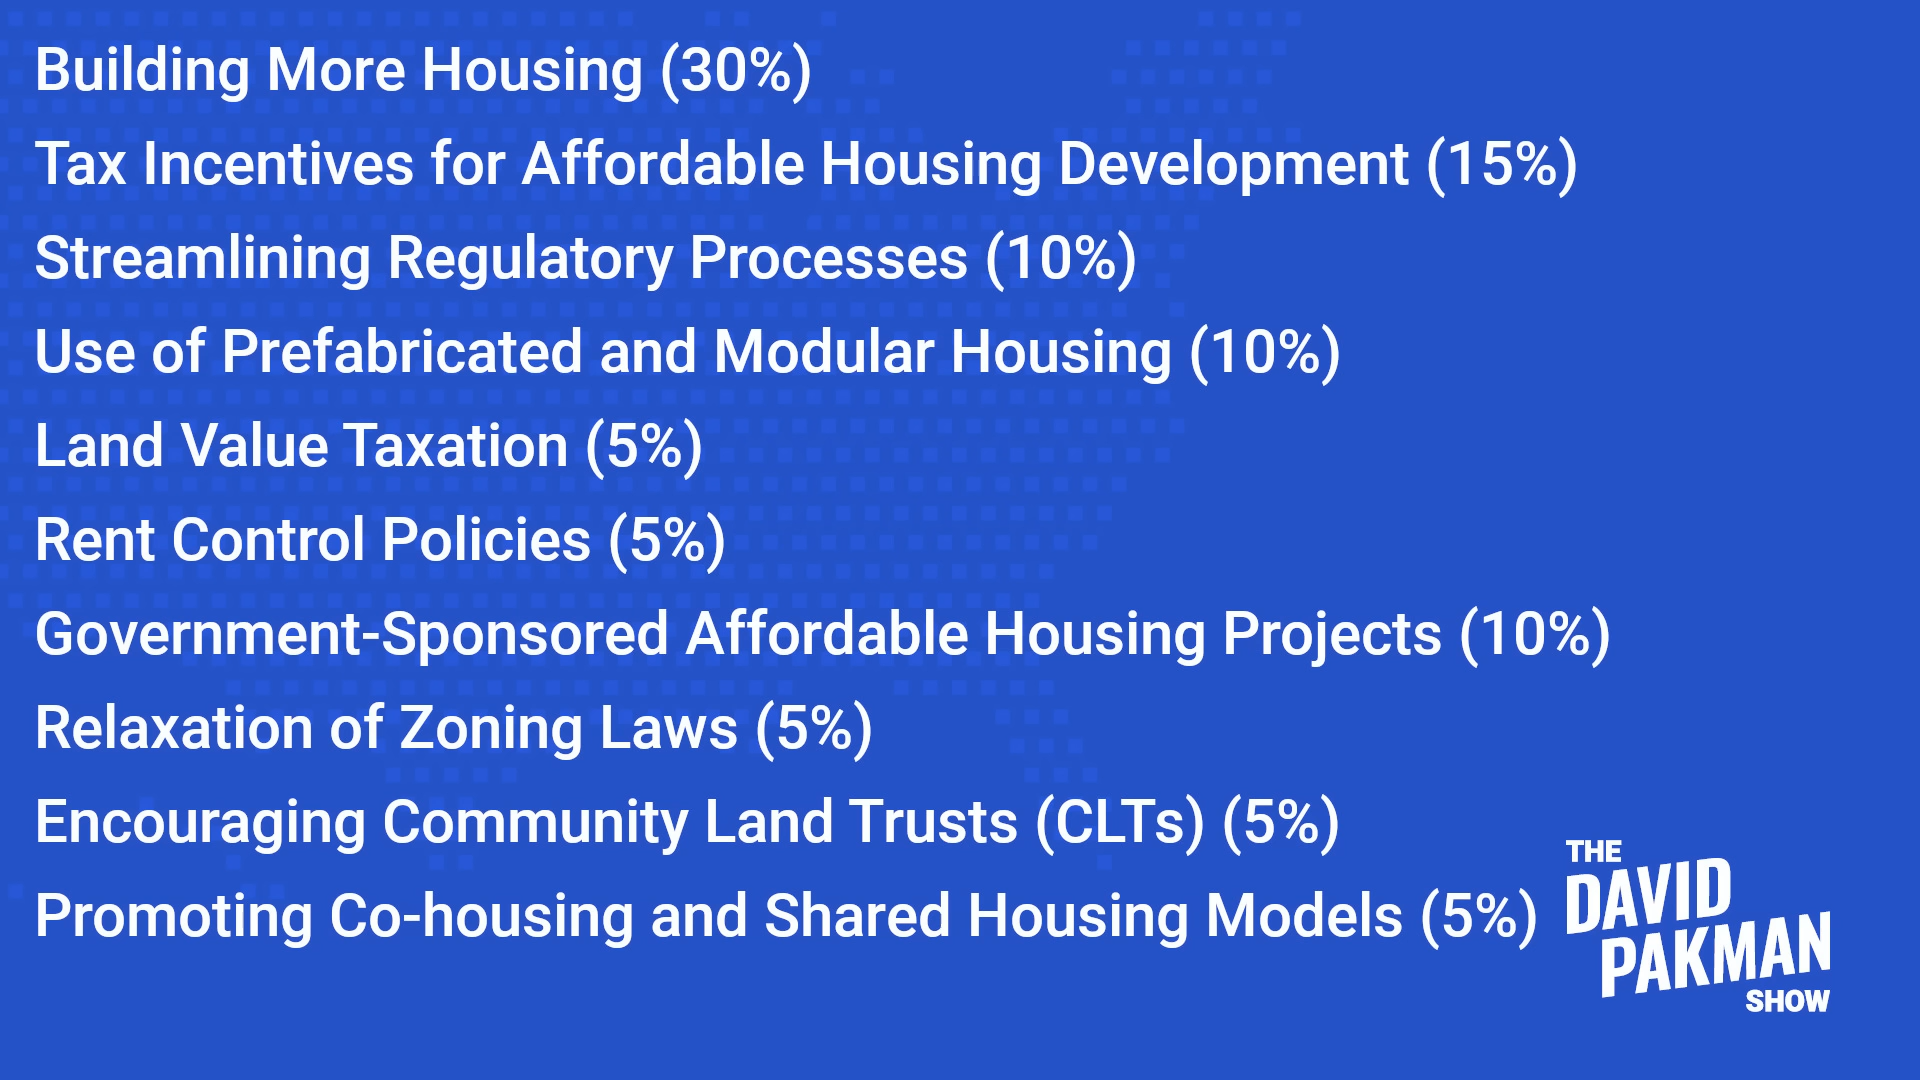 Building More Housing (30%)
Tax Incentives for Affordable Housing Development (15%)
Streamlining Regulatory Processes (10%)
Use of Prefabricated and Modular Housing (10%)
Land Value Taxation (5%)
Rent Control Policies (5%)
Government-Sponsored Affordable Housing Projects (10%)
Relaxation of Zoning Laws (5%)
Encouraging Community Land Trusts (CLTs) (5%)
Promoting Co-housing and Shared Housing Models (5%)
THE
DAVID
PAKMAN
SHOW